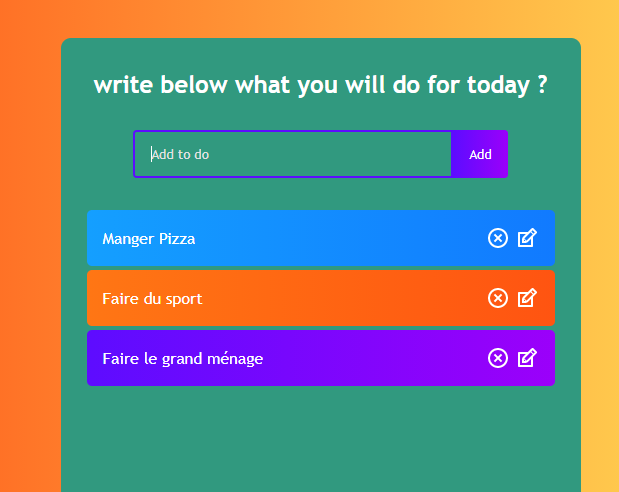 write below what you will do for today ?
Add to do
Add
Manger Pizza
Faire du sport
Faire le grand ménage